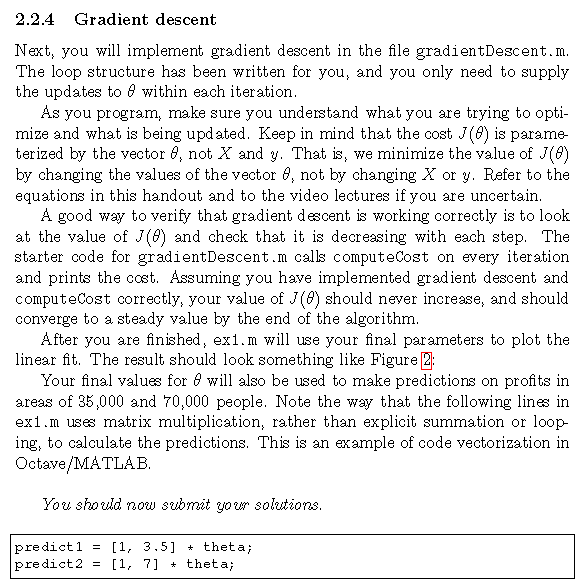 2.2.4 Gradient descent
Next, you will implement gradient descent in the file gradientDescent.m.
The loop structure has been written for you, and you only need to supply
the updates to θ within each iteration.
As you program, make sure you understand what you are trying to opti-
mize and what is being updated. Keep in mind that the cost J(θ) is parame-
terized by the vector θ, not X and y. That is, we minimize the value of J(θ)
by changing the values of the vector θ, not by changing X or y. Refer to the
equations in this handout and to the video lectures if you are uncertain.
A good way to verify that gradient descent is working correctly is to look
at the value of J(θ) and check that it is decreasing with each step. The
starter code for gradientDescent.m calls computeCost on every iteration
and prints the cost. Assuming you have implemented gradient descent and
computeCost correctly, your value of J(θ) should never increase, and should
converge to a steady value by the end of the algorithm.
After you are finished, ex1.m will use your final parameters to plot the
linear fit. The result should look something like Figure 2:
Your final values for θ will also be used to make predictions on profits in
areas of 35,000 and 70,000 people. Note the way that the following lines in
ex1.m uses matrix multiplication, rather than explicit summation or loop-
ing, to calculate the predictions. This is an example of code vectorization in
Octave/MATLAB.
You should now submit your solutions.
predict1 = [1, 3.5] * theta;
predict2 = [1, 7] * theta;